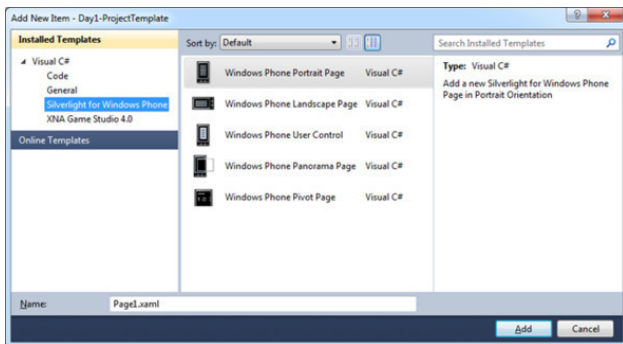 Add New Item - Day1-ProjectTemplate
Installed Templates
Visual C#
Code
General
Silverlight for Windows Phone
XNA Game Studio 4.0
Online Templates
Sort by: Default
Windows Phone Portrait Page Visual C#
Windows Phone Landscape Page Visual C#
Windows Phone User Control Visual C#
Windows Phone Panorama Page Visual C#
Windows Phone Pivot Page Visual C#
Search Installed Templates
Type: Visual C#
Add a new Silverlight for Windows Phone
Page in Portrait Orientation
Name: Page1.xaml
Add Cancel